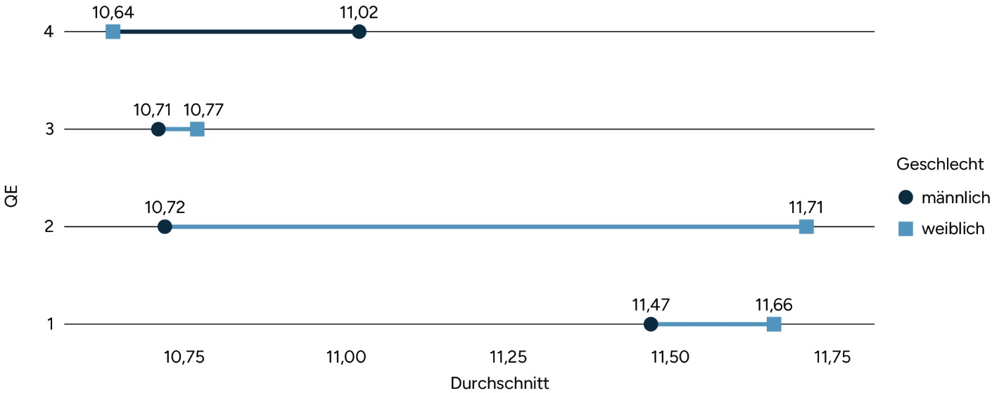 10,64 11,02
4
10,71 10,77
3
Geschlecht
QE
männlich
10,72 11,71
2
weiblich
11,47 11,66
1
10,75 11,00 11,25 11,50 11,75
Durchschnitt